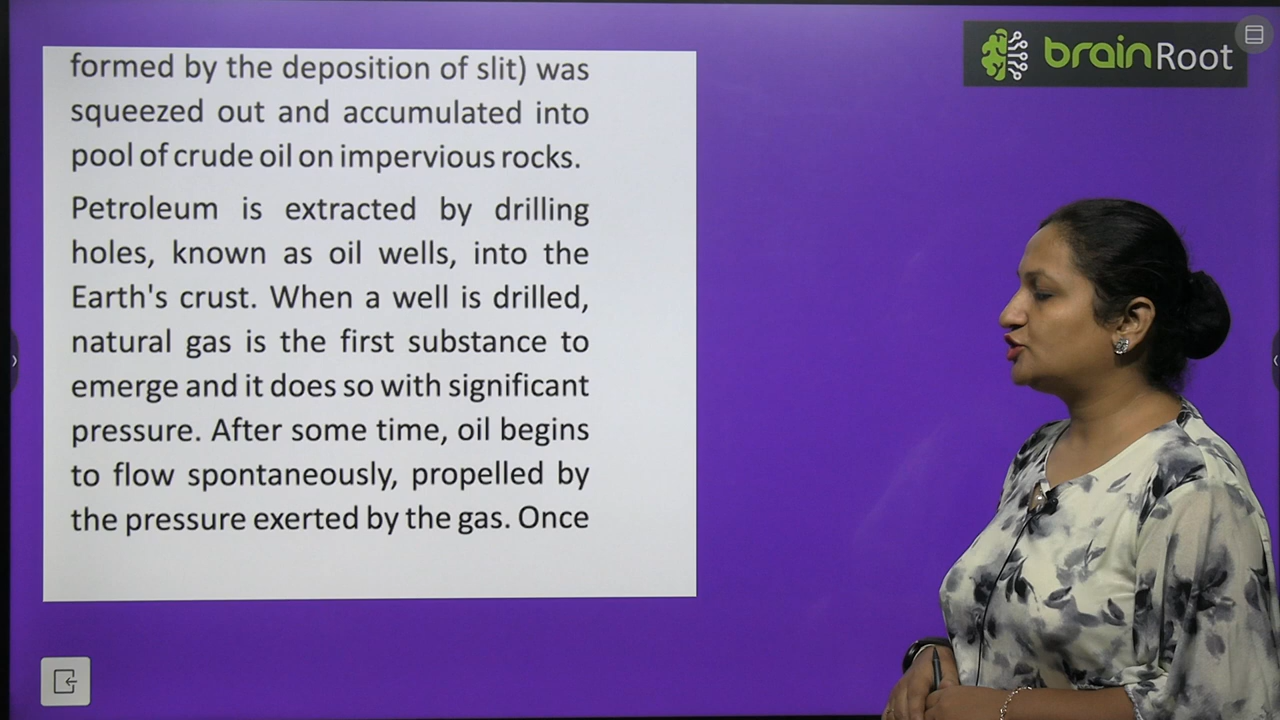 brainRoot
formed by the deposition of slit) was
squeezed out and accumulated into
pool of crude oil on impervious rocks.
Petroleum is extracted by drilling
holes, known as oil wells, into the
Earth's crust. When a well is drilled,
natural gas is the first substance to
emerge and it does so with significant
pressure. After some time, oil begins
to flow spontaneously, propelled by
the pressure exerted by the gas. Once